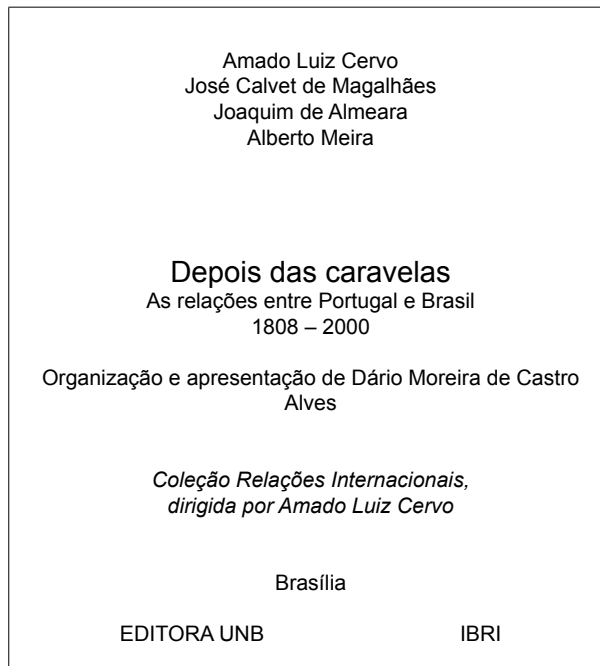 Amado Luiz Cervo
José Calvet de Magalhães
Joaquim de Almeara
Alberto Meira
Depois das caravelas
As relações entre Portugal e Brasil
1808 – 2000
Organização e apresentação de Dário Moreira de Castro
Alves
Coleção Relações Internacionais,
dirigida por Amado Luiz Cervo
Brasília
EDITORA UNB IBRI